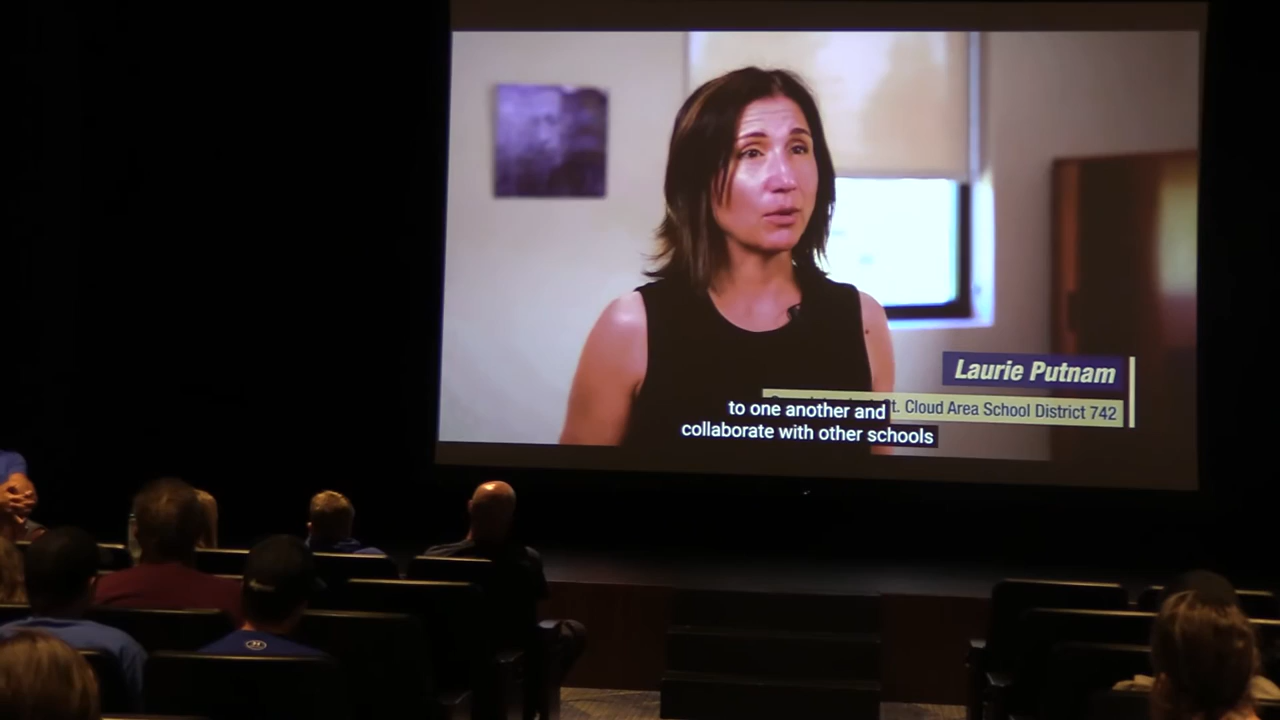 Laurie Putnam
t. Cloud Area School District 742
to one another and
collaborate with other schools